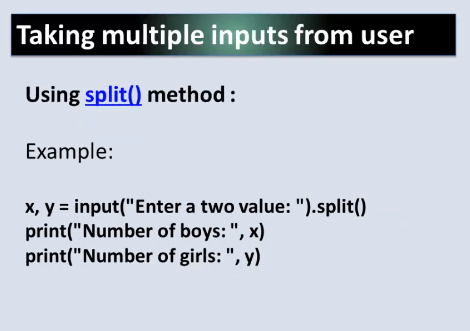 Taking multiple inputs from user
Using split() method :
Example:
x, y = input("Enter a two value: ").split()
print("Number of boys: ", x)
print("Number of girls: ", y)